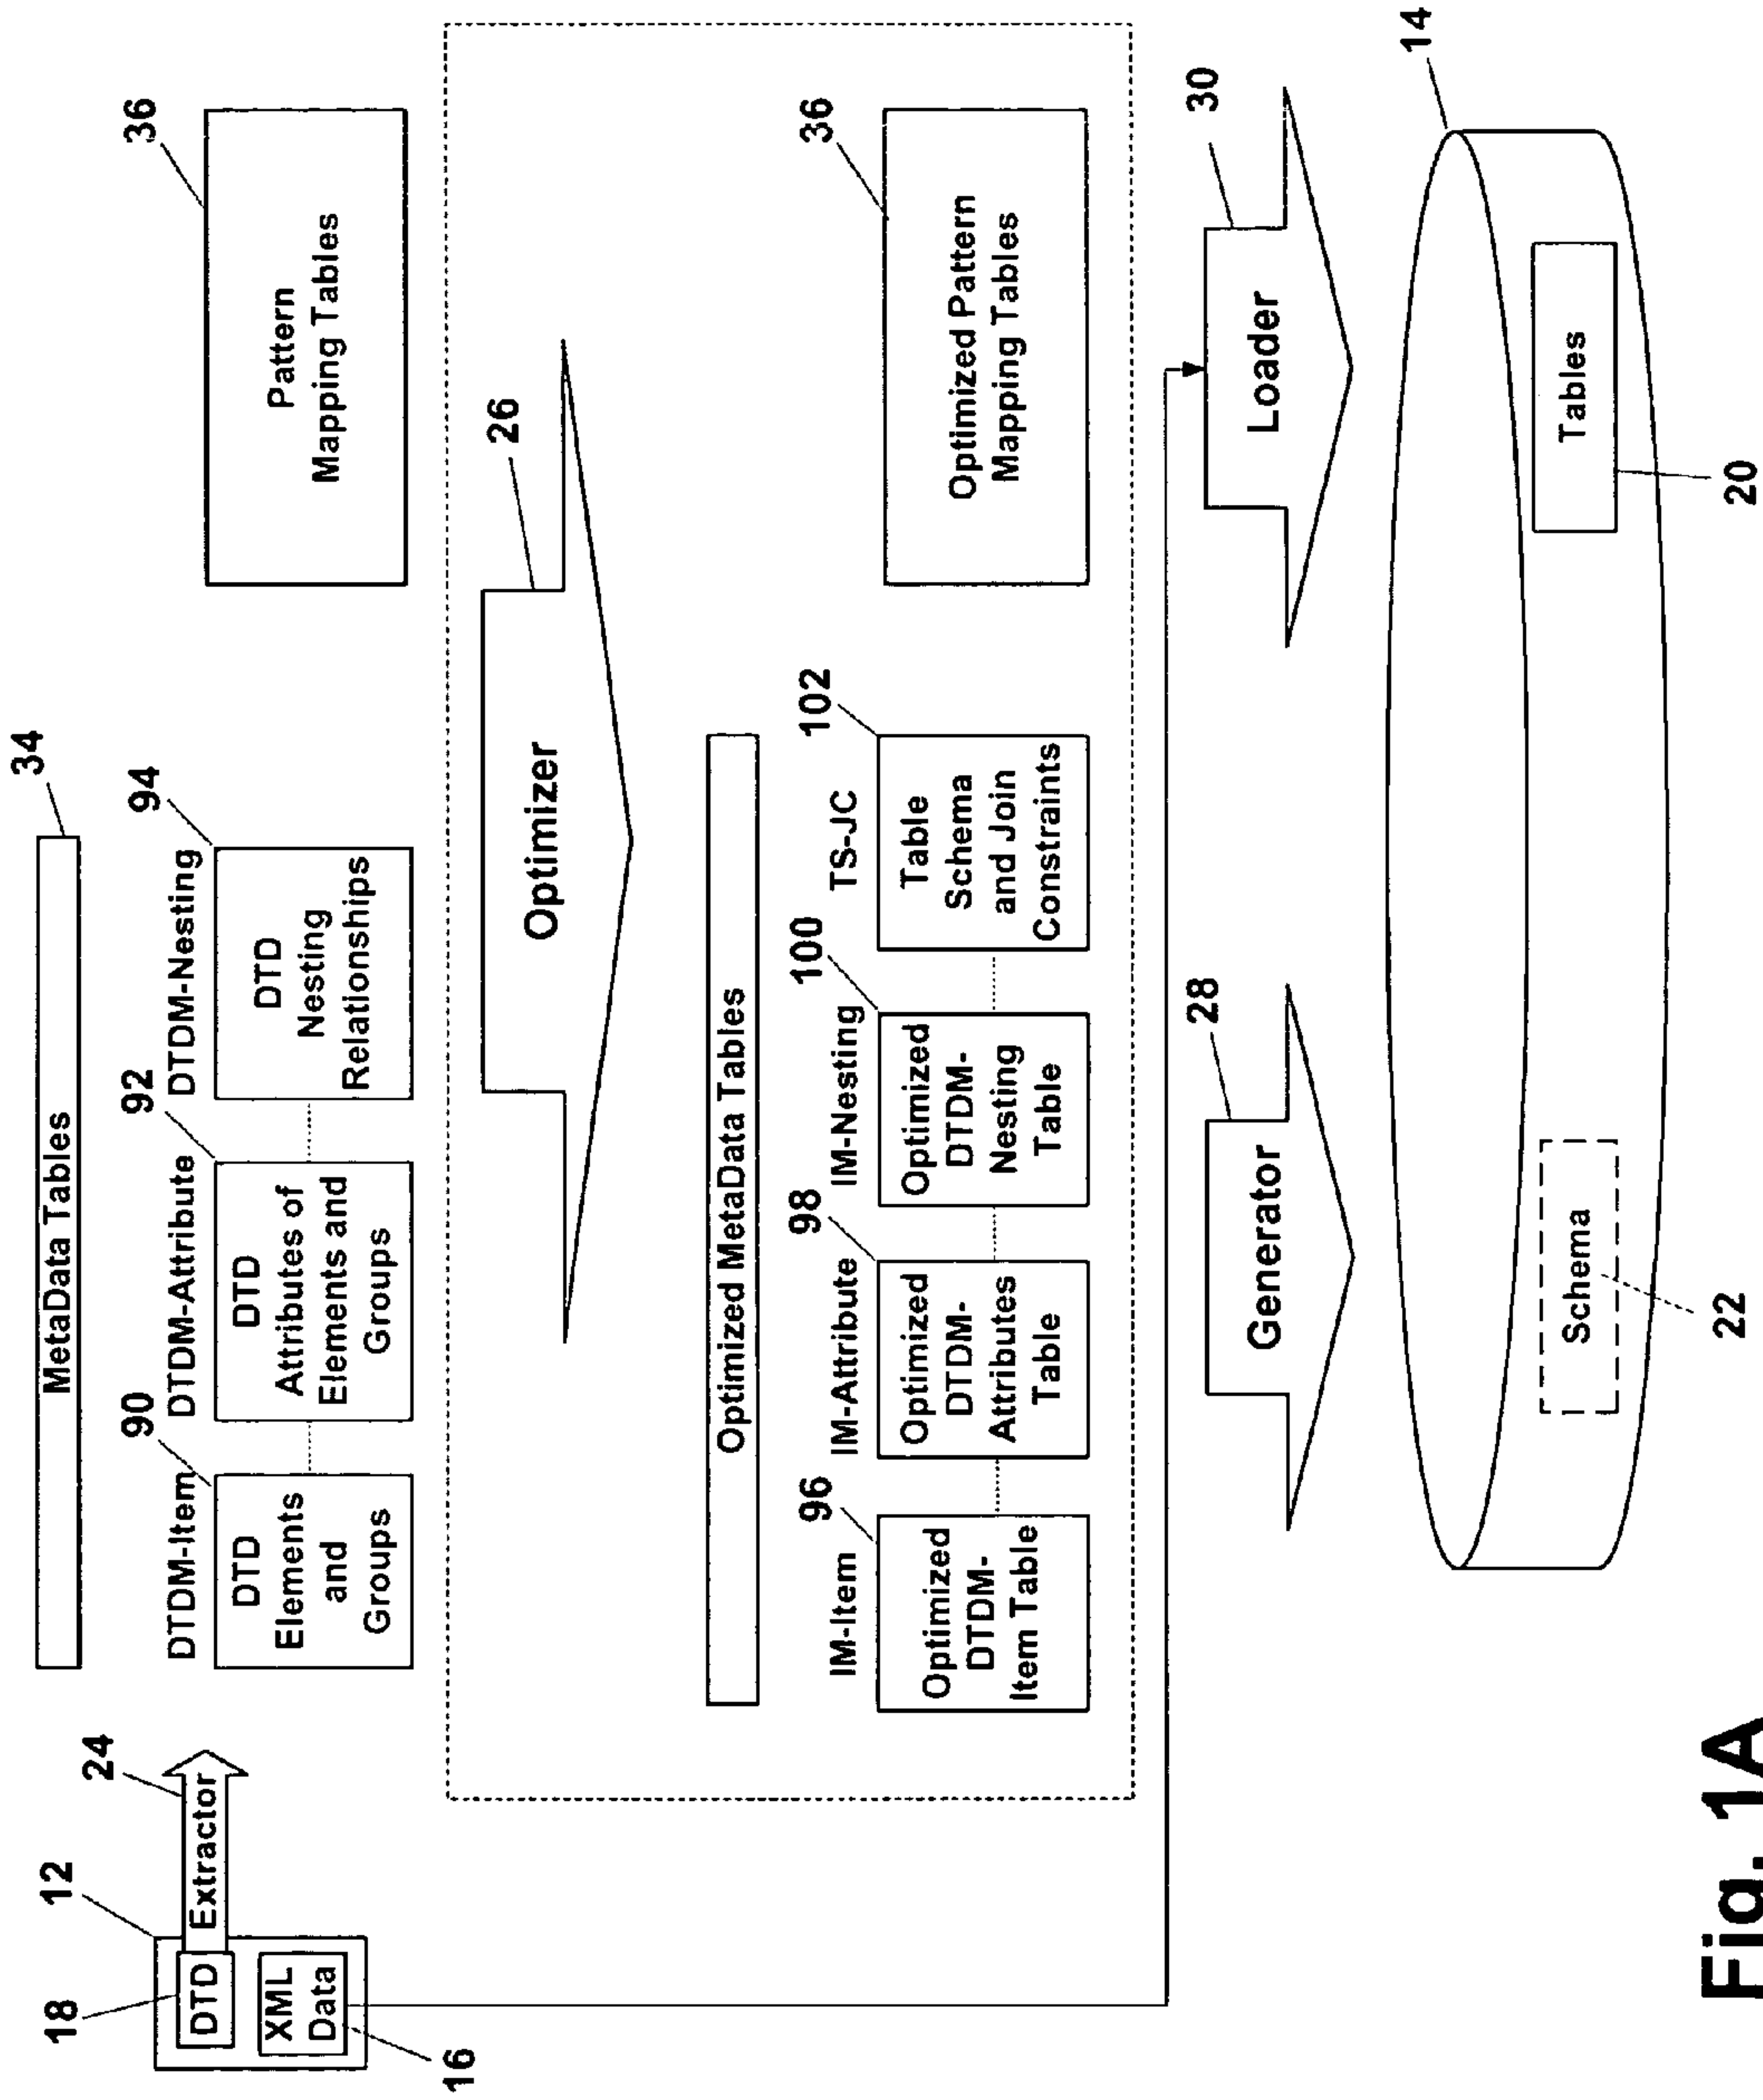 34
MetaData Tables
12
18
DTD
XML
Data
16
24
Extractor
DTDM-Item
90
DTD
Elements
and
Groups
DTDM-Attribute
92
DTD
Attributes of
Elements and
Groups
DTDM-Nesting
94
DTD
Nesting
Relationships
36
Pattern
Mapping Tables
Optimizer
26
Optimized MetaData Tables
IM-Item
96
Optimized
DTDM-
Item Table
IM-Attribute
98
Optimized
DTDM-
Attributes
Table
IM-Nesting
100
Optimized
DTDM-
Nesting
Table
TS-JC
102
Table
Schema
and Join
Constraints
36
Optimized Pattern
Mapping Tables
Generator
28
Loader
30
14
Schema
22
Tables
20
Fig. 1A